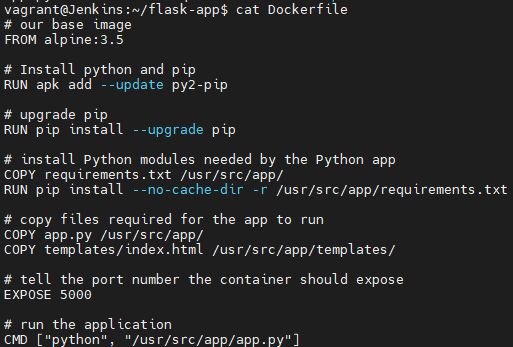 vagrant@Jenkins:~/flask-app$ cat Dockerfile
# our base image
FROM alpine:3.5

# Install python and pip
RUN apk add --update py2-pip

# upgrade pip
RUN pip install --upgrade pip

# install Python modules needed by the Python app
COPY requirements.txt /usr/src/app/
RUN pip install --no-cache-dir -r /usr/src/app/requirements.txt

# copy files required for the app to run
COPY app.py /usr/src/app/
COPY templates/index.html /usr/src/app/templates/

# tell the port number the container should expose
EXPOSE 5000

# run the application
CMD ["python", "/usr/src/app/app.py"]